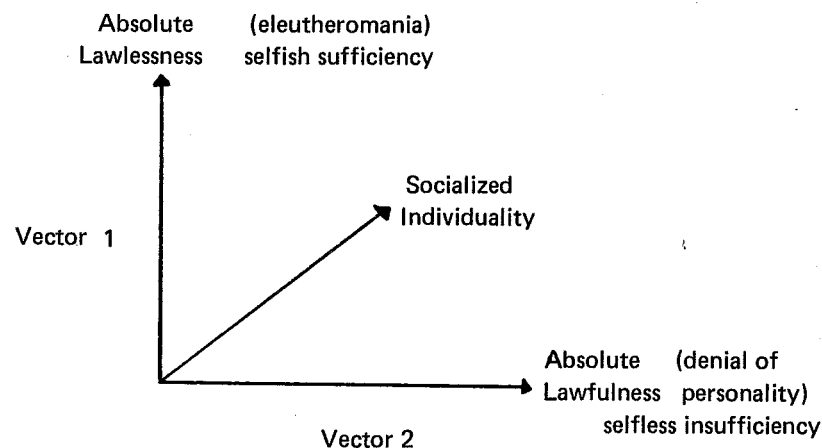 Absolute (eleutheromania)
Lawlessness selfish sufficiency
Socialized
Individuality
Vector 1
Absolute (denial of
Lawfulness personality)
selfless insufficiency
Vector 2